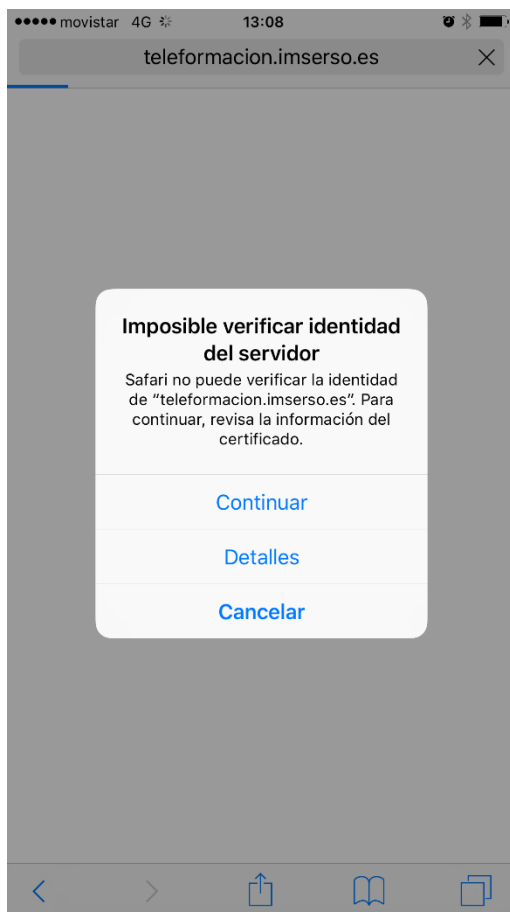 movistar 4G 13:08
teleformacion.imserso.es
Imposible verificar identidad
del servidor
Safari no puede verificar la identidad
de “teleformacion.imserso.es”. Para
continuar, revisa la información del
certificado.
Continuar
Detalles
Cancelar